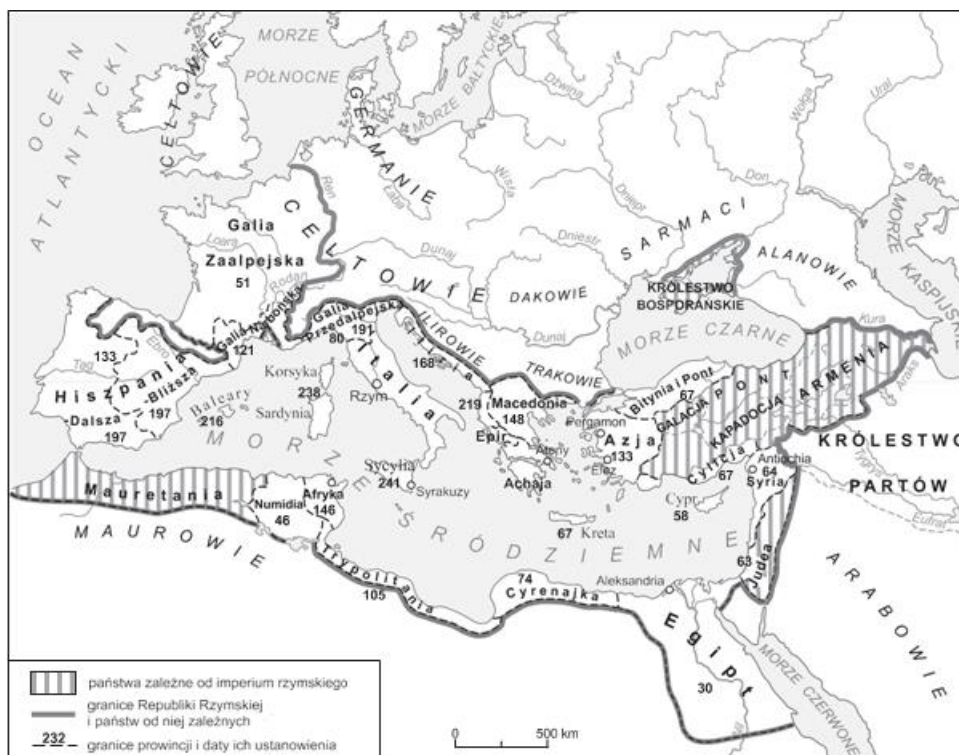 OCEAN
ATLANTYCKI
CELTOWIE
MORZE
PÓŁNOCNE
MORZE BAŁTYCKIE
GERMANIE
Dźwina
Wołga
Ural
Ren
Łaba
Wisła
Dniepr
Don
SARMACI
ALANOWIE
MORZE KASPIJSKIE
CELTOWIE
Galia
Zaalpejska
51
Loara
Rodan
Dunaj
Dniestr
DAKOWIE
KRÓLESTWO
BOSPORAŃSKIE
MORZE CZARNE
Kura
Araks
Galia Narbońska
121
Galia
Przedalpejska
80
191
ILIROWIE
Iliria
168
Dunaj
TRAKOWIE
133
Ebro
Tag
Hiszpania
Bliższa
197
Dalsza
197
Baleary
216
Korsyka
238
Sardynia
Italia
Rzym
219
Macedonia
148
Epir
Ateny
Achaja
Pergamon
Azja
133
Efez
Bitynia i Pont
67
GALACJA
PONT
KAPADOCJA
ARMENIA
Cylicja
67
Antiochia
64
Syria
KRÓLESTWO
PARTÓW
Tygrys
Eufrat
Cypr
58
67
Kreta
Sycylia
241
Syrakuzy
MORZE ŚRÓDZIEMNE
Mauretania
MAUROWIE
Numidia
46
Afryka
146
Trypolitania
105
74
Cyrenajka
Aleksandria
63
Judea
Egipt
30
Nil
MORZE CZERWONE
ARABOWIE
państwa zależne od imperium rzymskiego
granice Republiki Rzymskiej
i państw od niej zależnych
232
granice prowincji i daty ich ustanowienia
0
500 km